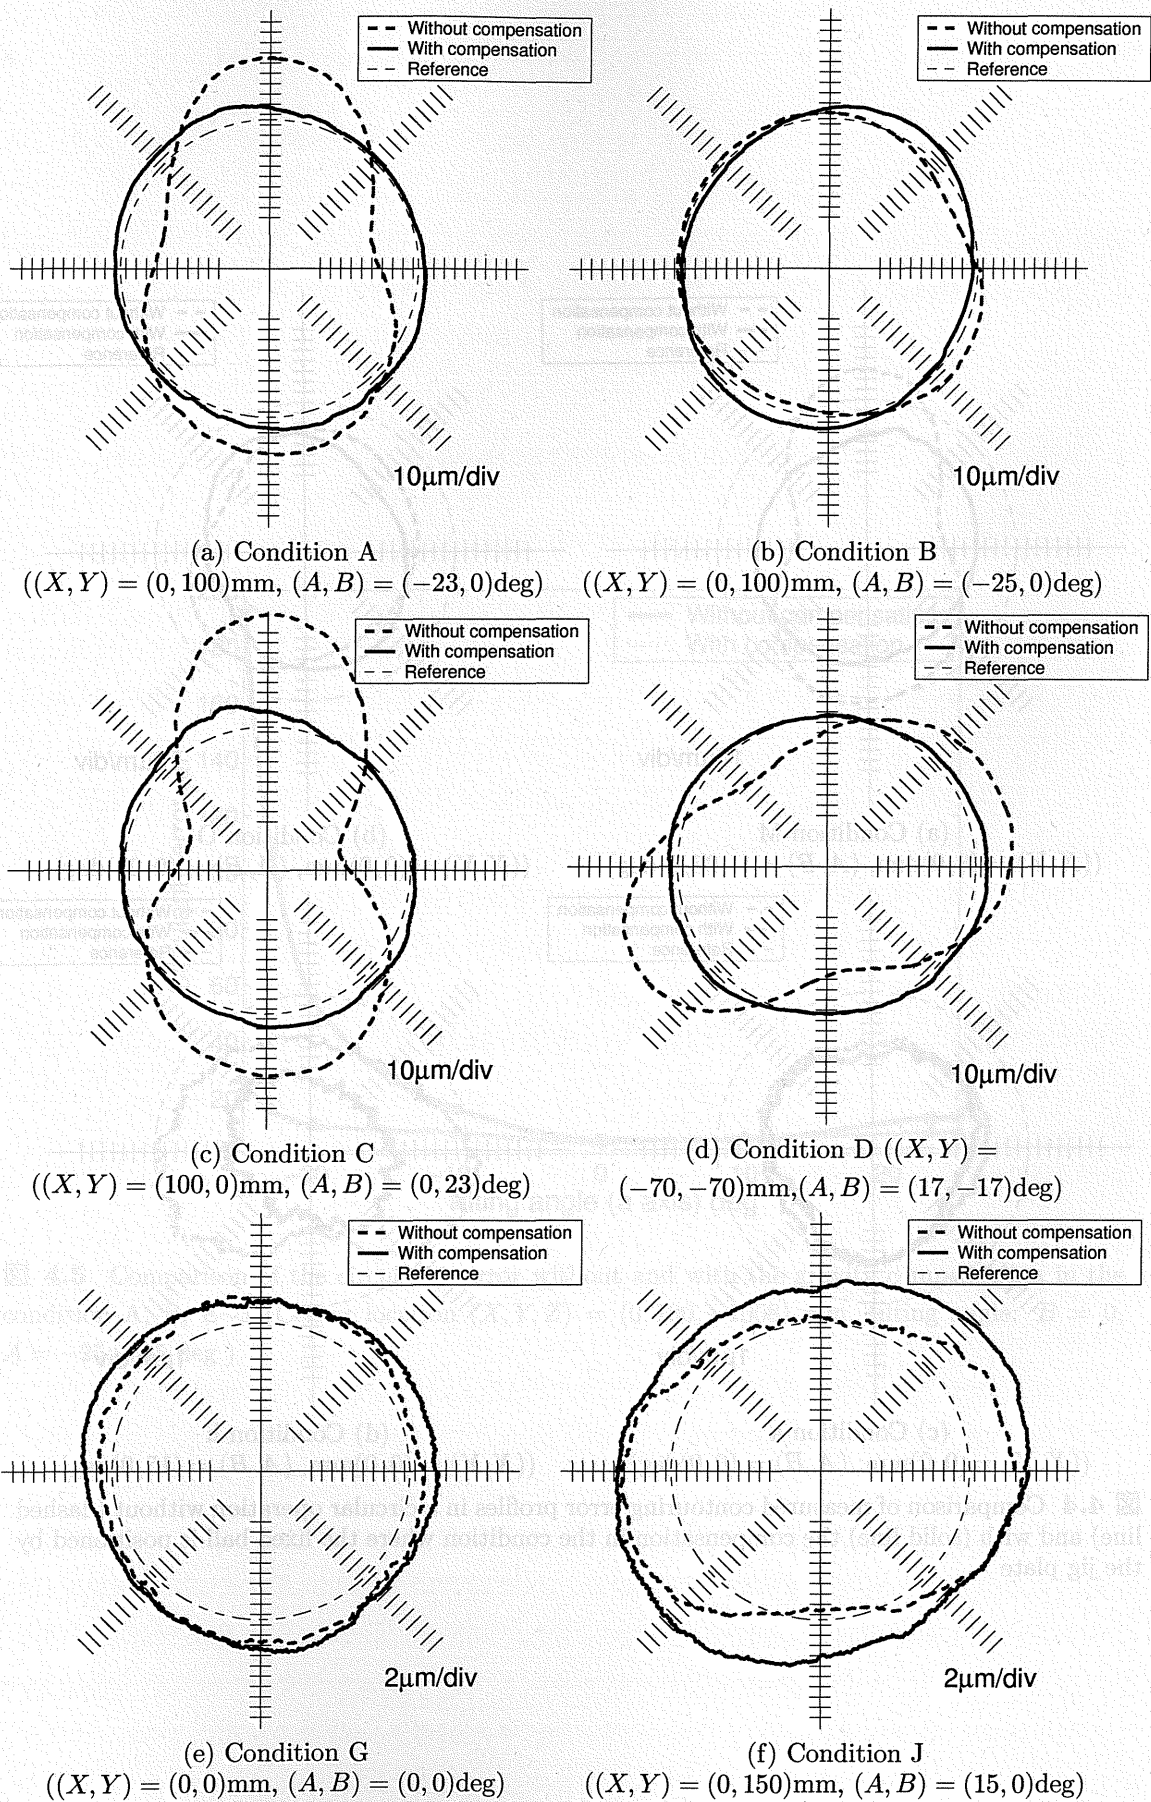 Without compensation
With compensation
Reference
10μm/div
(a) Condition A
((X, Y) = (0, 100)mm, (A, B) = (−23, 0)deg)
Without compensation
With compensation
Reference
10μm/div
(b) Condition B
((X, Y) = (0, 100)mm, (A, B) = (−25, 0)deg)
Without compensation
With compensation
Reference
10μm/div
(c) Condition C
((X, Y) = (100, 0)mm, (A, B) = (0, 23)deg)
Without compensation
With compensation
Reference
10μm/div
(d) Condition D ((X, Y) =
(−70, −70)mm,(A, B) = (17, −17)deg)
Without compensation
With compensation
Reference
2μm/div
(e) Condition G
((X, Y) = (0, 0)mm, (A, B) = (0, 0)deg)
Without compensation
With compensation
Reference
2μm/div
(f) Condition J
((X, Y) = (0, 150)mm, (A, B) = (15, 0)deg)